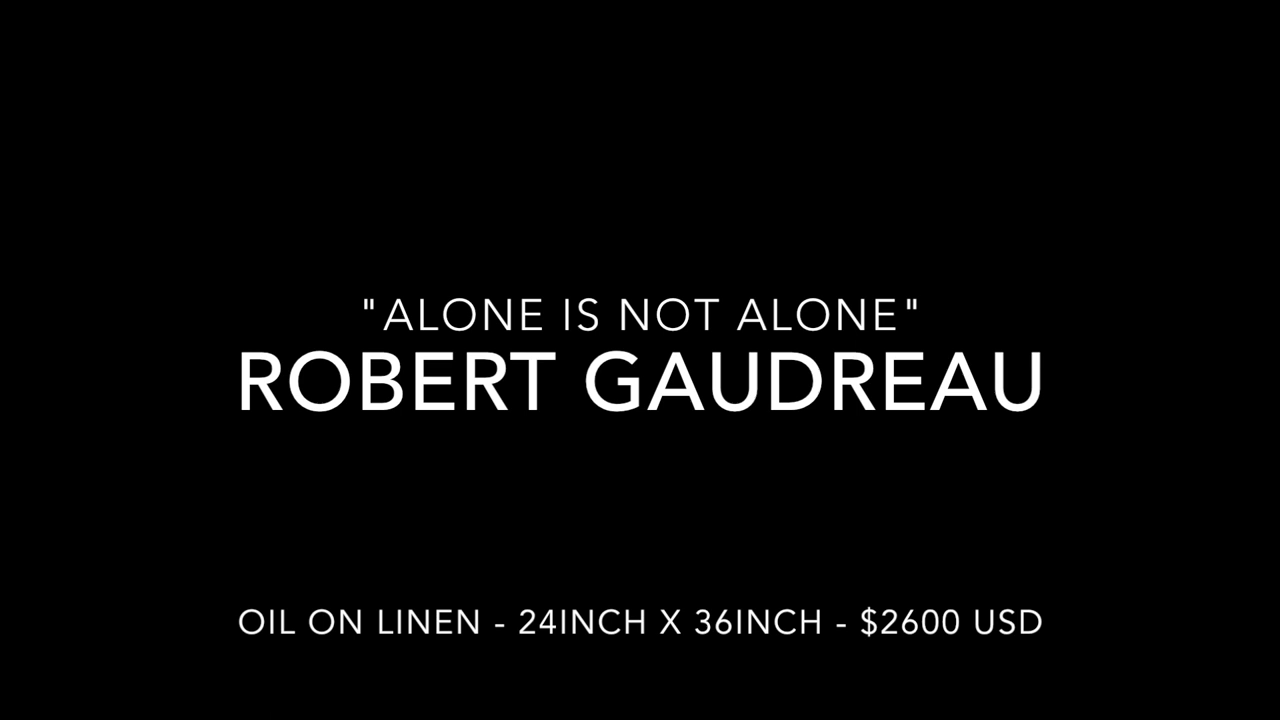 "ALONE IS NOT ALONE"
ROBERT GAUDREAU
OIL ON LINEN - 24INCH X 36INCH - $2600 USD